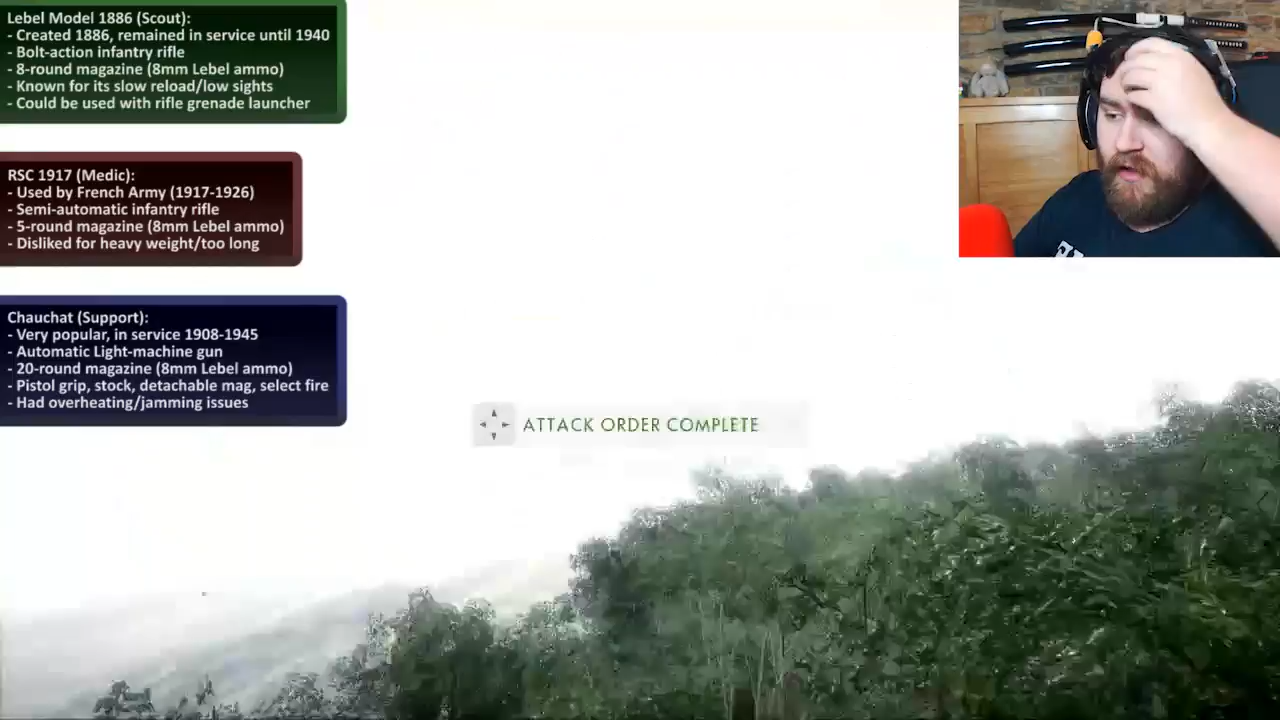 Lebel Model 1886 (Scout):
- Created 1886, remained in service until 1940
- Bolt-action infantry rifle
- 8-round magazine (8mm Lebel ammo)
- Known for its slow reload/low sights
- Could be used with rifle grenade launcher
RSC 1917 (Medic):
- Used by French Army (1917-1926)
- Semi-automatic infantry rifle
- 5-round magazine (8mm Lebel ammo)
- Disliked for heavy weight/too long
Chauchat (Support):
- Very popular, in service 1908-1945
- Automatic Light-machine gun
- 20-round magazine (8mm Lebel ammo)
- Pistol grip, stock, detachable mag, select fire
- Had overheating/jamming issues
ATTACK ORDER COMPLETE